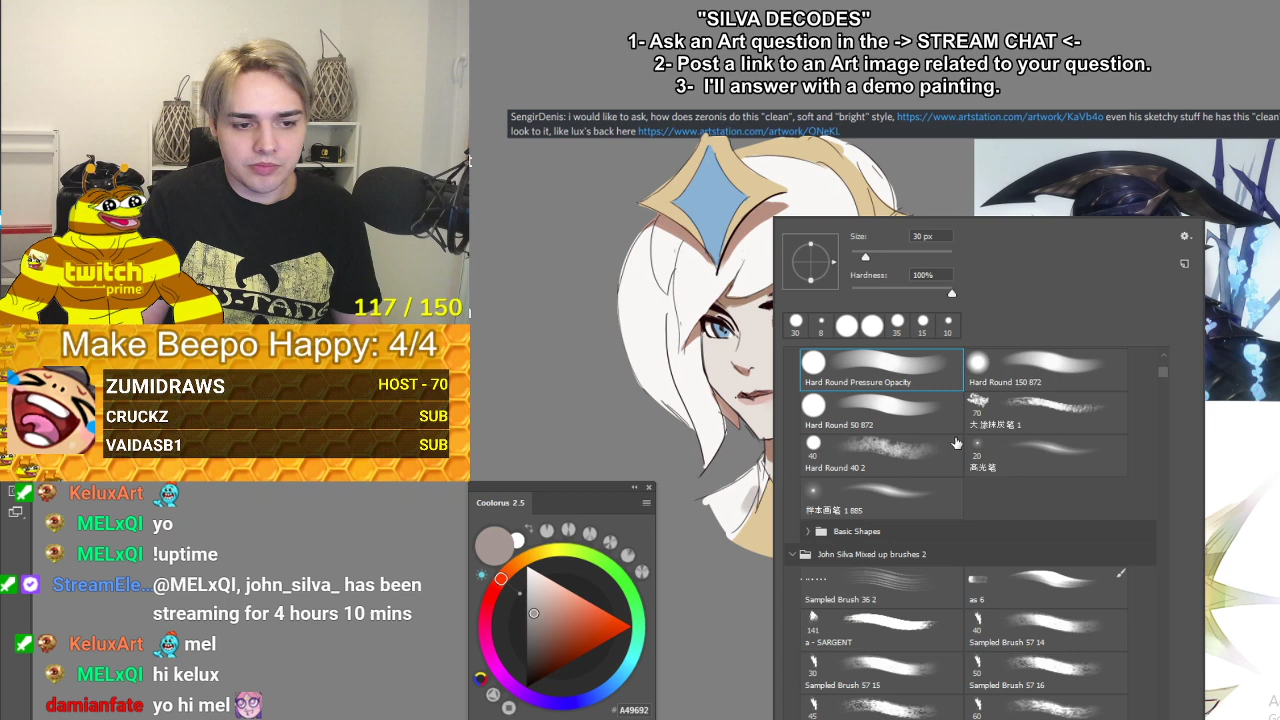 "SILVA DECODES"
1- Ask an Art question in the -> STREAM CHAT <-
2- Post a link to an Art image related to your question.
3- I'll answer with a demo painting.
SengirDenis: i would like to ask, how does zeronis do this "clean", soft and "bright" style, https://www.artstation.com/artwork/KaVb4o even his sketchy stuff he has this "clean
look to it, like lux's back here https://www.artstation.com/artwork/QNeKL
twitch
prime
WU-TANG
117 / 150
Make Beepo Happy: 4/4
ZUMIDRAWS HOST - 70
CRUCKZ SUB
VAIDASB1 SUB
KeluxArt
MELxQI yo
MELxQI !uptime
StreamEle... @MELxQI, john_silva_ has been
streaming for 4 hours 10 mins
KeluxArt mel
MELxQI hi kelux
damianfate yo hi mel
Coolorus 2.5
# A49692
Size: 30 px
Hardness: 100%
30 8 35 15 10
Hard Round Pressure Opacity
Hard Round 150 872
Hard Round 50 872
70
大 涂抹炭笔 1
40
Hard Round 40 2
20
高光笔
样本画笔 1 885
Basic Shapes
John Silva Mixed up brushes 2
Sampled Brush 36 2
as 6
141
a - SARGENT
40
Sampled Brush 57 14
30
Sampled Brush 57 15
50
Sampled Brush 57 16
45
60